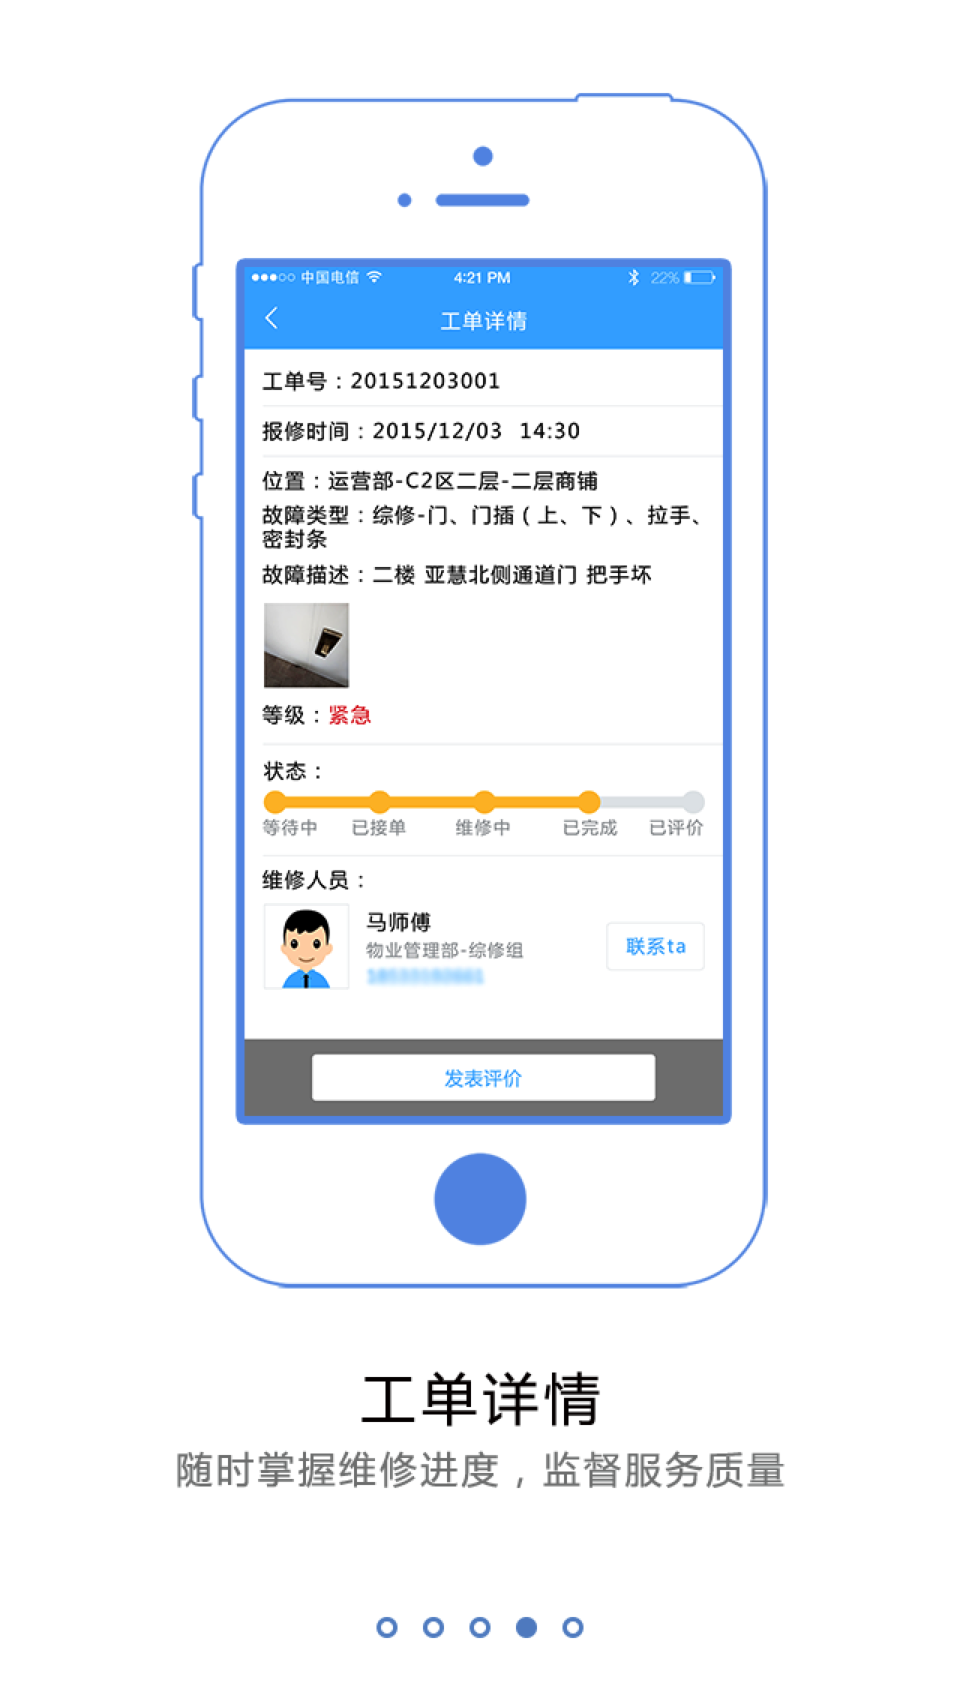 中国电信 4:21 PM 22%
工单详情
工单号：20151203001
报修时间：2015/12/03 14:30
位置：运营部-C2区二层-二层商铺
故障类型：综修-门、门插（上、下）、拉手、
密封条
故障描述：二楼 亚慧北侧通道门 把手坏
等级：紧急
状态：
等待中 已接单 维修中 已完成 已评价
维修人员：
马师傅
物业管理部-综修组
联系ta
发表评价
工单详情
随时掌握维修进度，监督服务质量